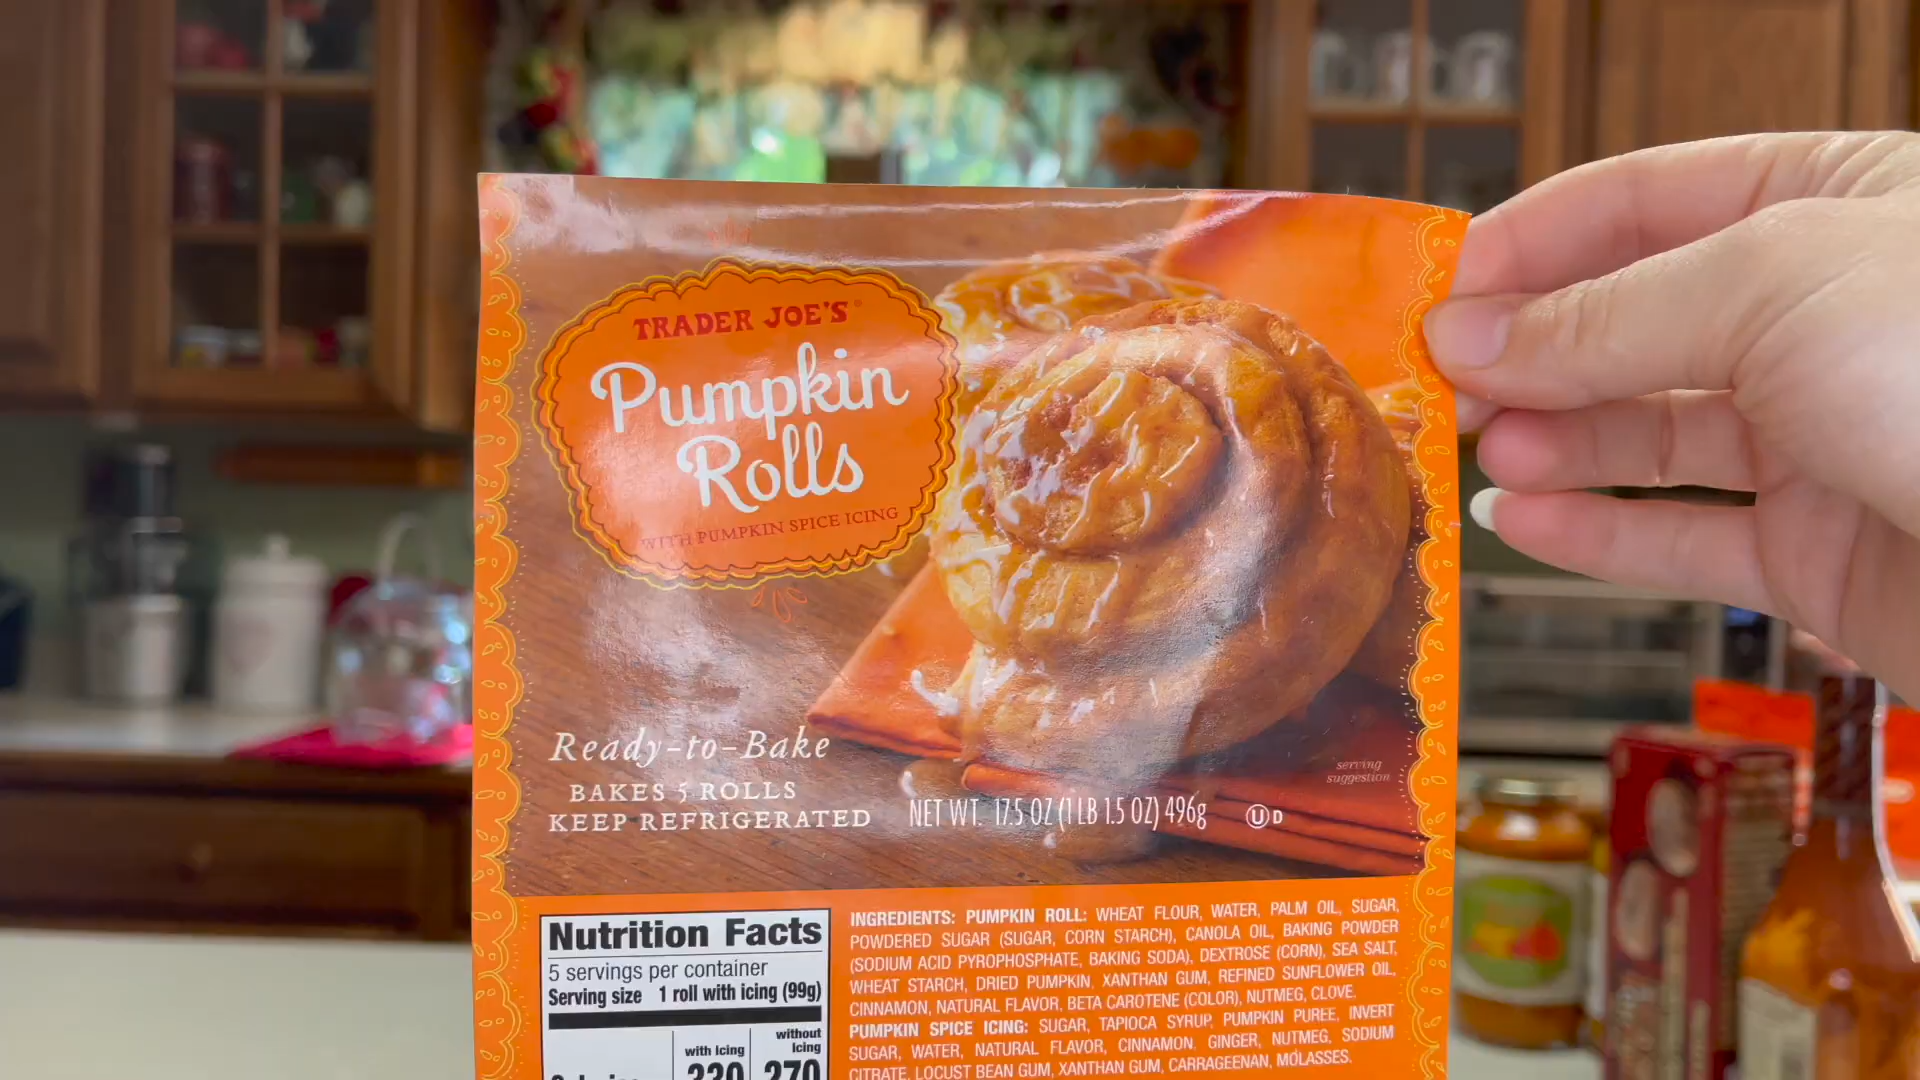 TRADER JOE'S
Pumpkin
Rolls
WITH PUMPKIN SPICE ICING
Ready-to-Bake
BAKES 5 ROLLS
KEEP REFRIGERATED
NET WT. 17.5 OZ (1 LB 1.5 OZ) 496g
U D
serving
suggestion
Nutrition Facts
5 servings per container
Serving size 1 roll with icing (99g)
with Icing
without
Icing
270
INGREDIENTS: PUMPKIN ROLL: WHEAT FLOUR, WATER, PALM OIL, SUGAR,
POWDERED SUGAR (SUGAR, CORN STARCH), CANOLA OIL, BAKING POWDER
(SODIUM ACID PYROPHOSPHATE, BAKING SODA), DEXTROSE (CORN), SEA SALT,
WHEAT STARCH, DRIED PUMPKIN, XANTHAN GUM, REFINED SUNFLOWER OIL,
CINNAMON, NATURAL FLAVOR, BETA CAROTENE (COLOR), NUTMEG, CLOVE.
PUMPKIN SPICE ICING: SUGAR, TAPIOCA SYRUP, PUMPKIN PUREE, INVERT
SUGAR, WATER, NATURAL FLAVOR, CINNAMON, GINGER, NUTMEG, SODIUM
CITRATE, LOCUST BEAN GUM, XANTHAN GUM, CARRAGEENAN, MOLASSES.